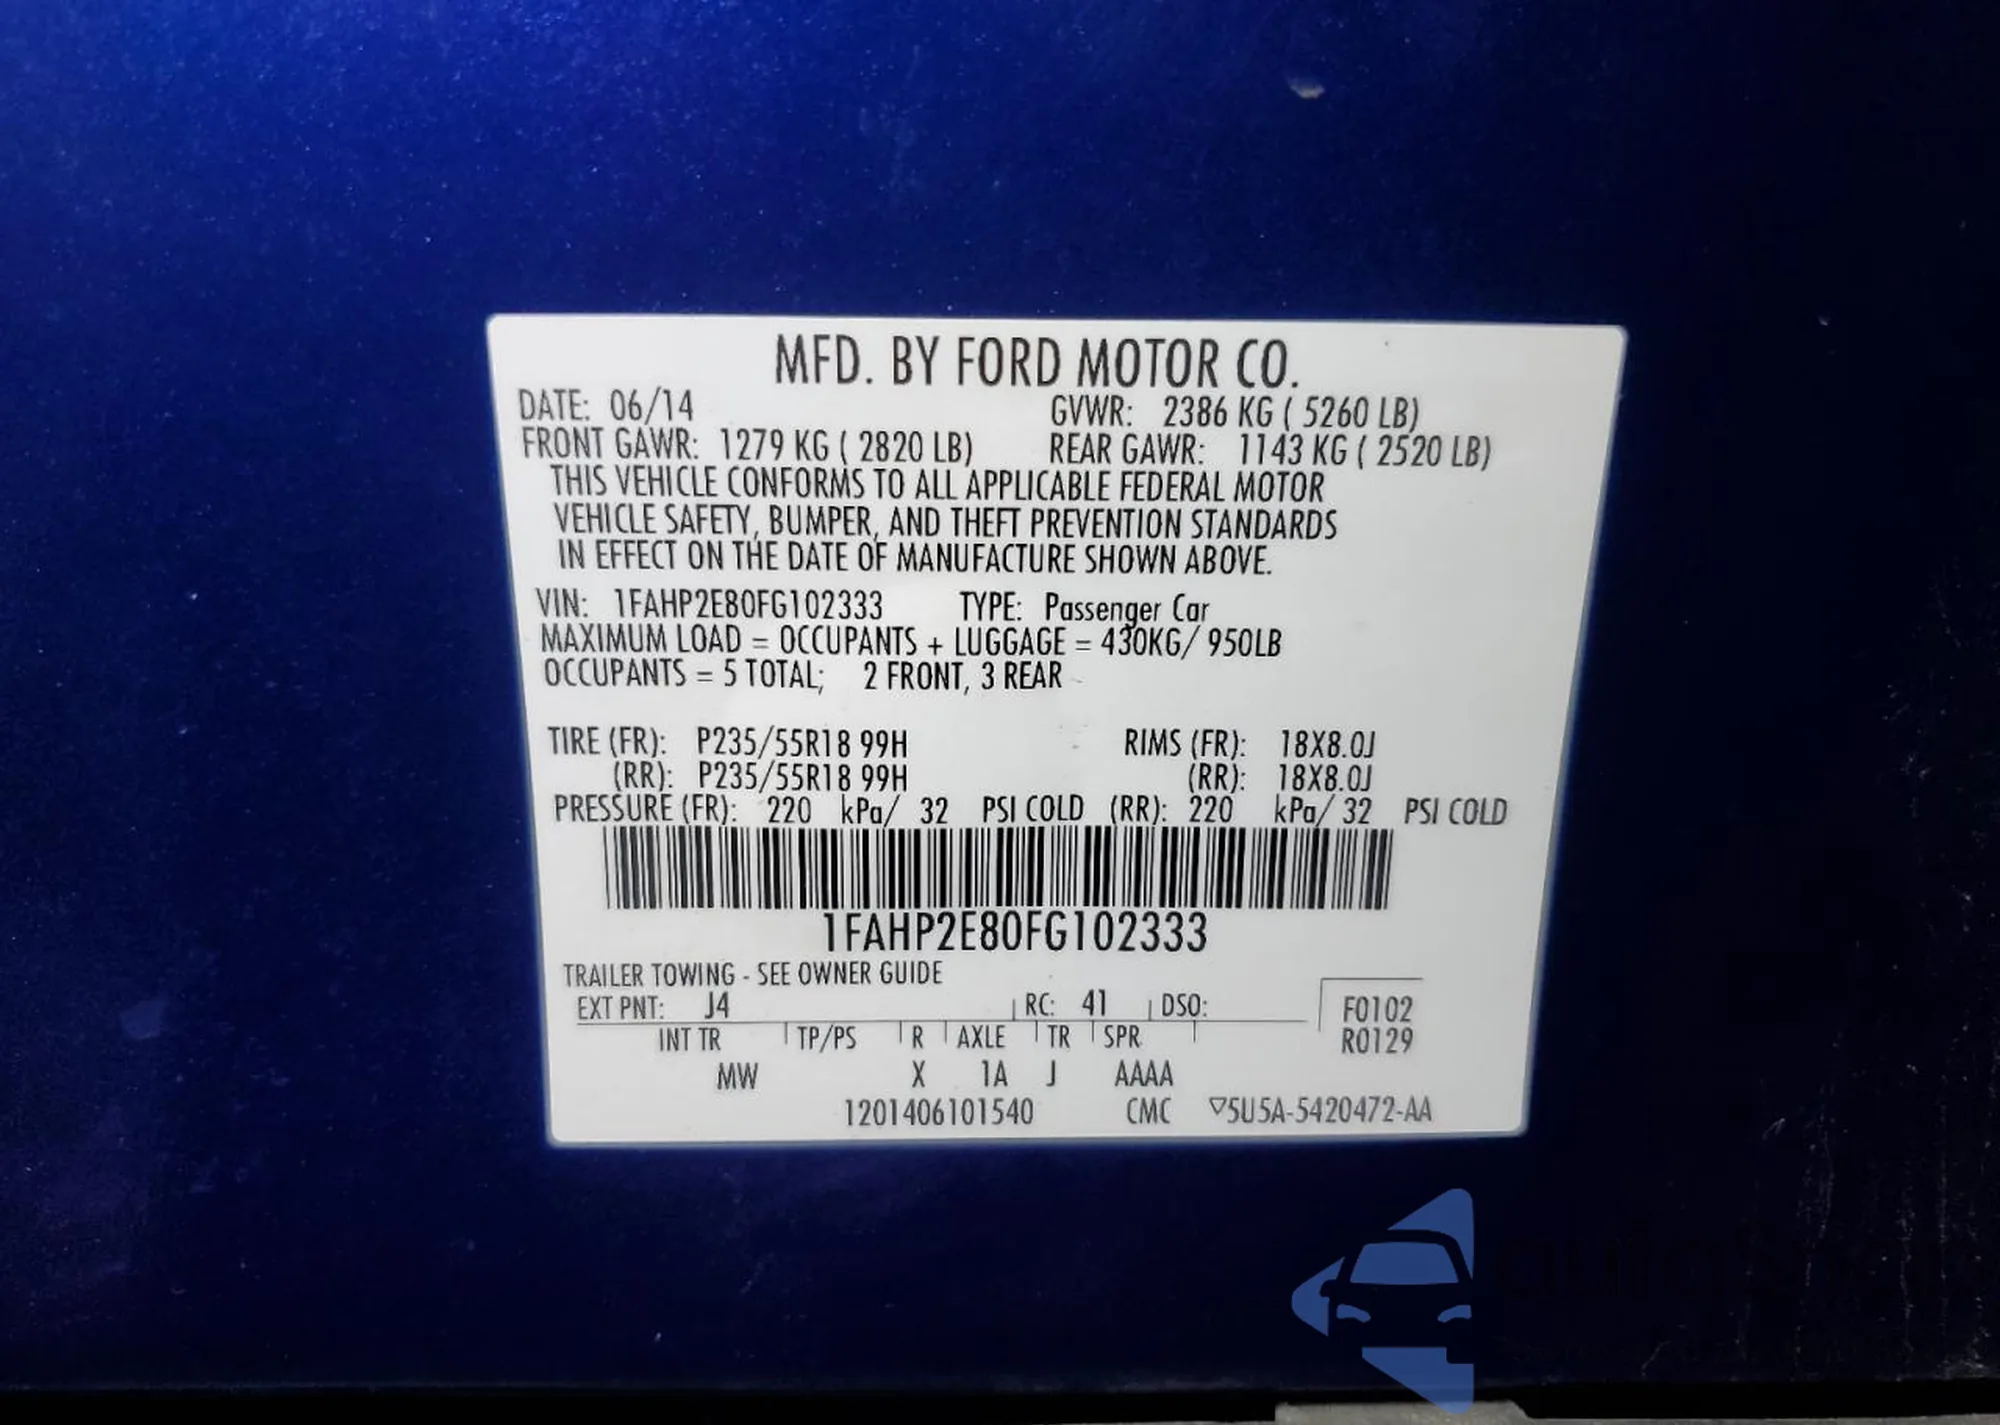 MFD. BY FORD MOTOR CO.
DATE: 06/14 GVWR: 2386 KG ( 5260 LB)
FRONT GAWR: 1279 KG ( 2820 LB) REAR GAWR: 1143 KG ( 2520 LB)
THIS VEHICLE CONFORMS TO ALL APPLICABLE FEDERAL MOTOR
VEHICLE SAFETY, BUMPER, AND THEFT PREVENTION STANDARDS
IN EFFECT ON THE DATE OF MANUFACTURE SHOWN ABOVE.
VIN: 1FAHP2E80FG102333 TYPE: Passenger Car
MAXIMUM LOAD = OCCUPANTS + LUGGAGE = 430KG/ 950LB
OCCUPANTS = 5 TOTAL; 2 FRONT, 3 REAR
TIRE (FR): P235/55R18 99H RIMS (FR): 18X8.0J
(RR): P235/55R18 99H (RR): 18X8.0J
PRESSURE (FR): 220 kPa/ 32 PSI COLD (RR): 220 kPa/ 32 PSI COLD
1FAHP2E80FG102333
TRAILER TOWING - SEE OWNER GUIDE
EXT PNT: J4 RC: 41 DSO: F0102
INT TR TP/PS R AXLE TR SPR R0129
MW X 1A J AAAA
1201406101540 CMC ▽5U5A-5420472-AA